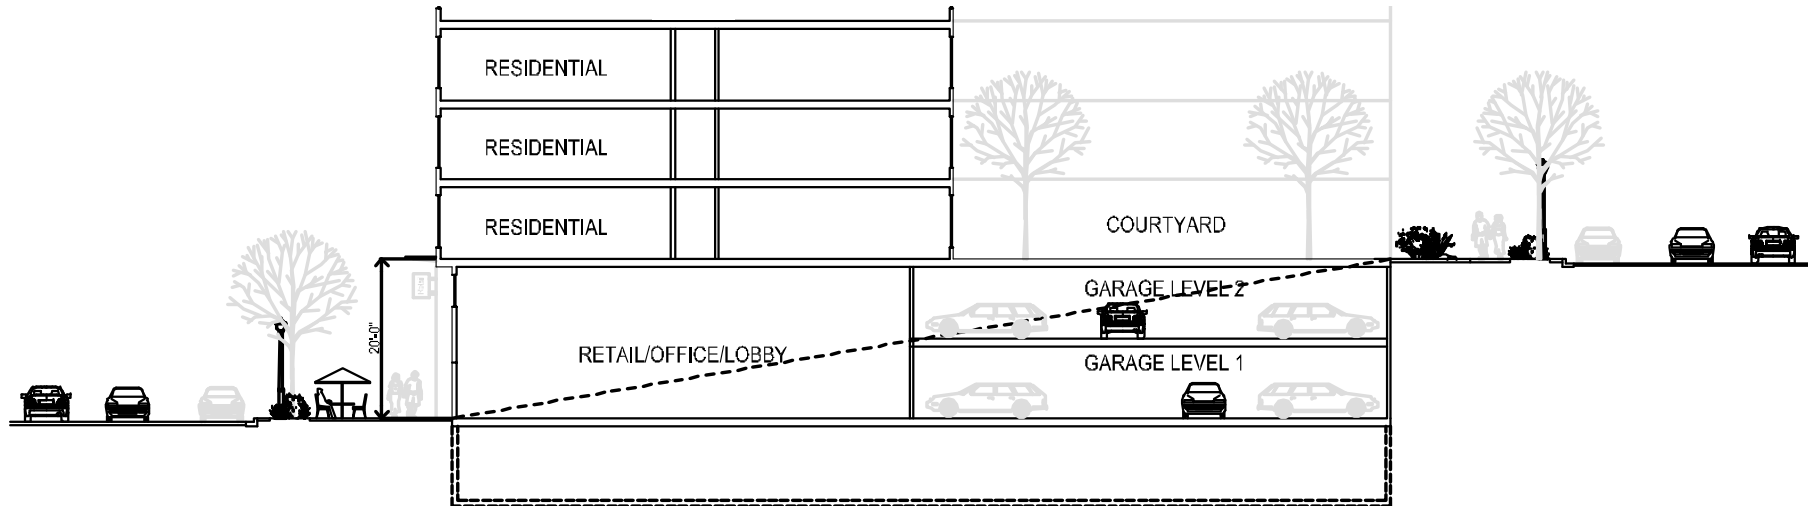 RESIDENTIAL
RESIDENTIAL
RESIDENTIAL
COURTYARD
GARAGE LEVEL 2
20'-0"
RETAIL/OFFICE/LOBBY
GARAGE LEVEL 1